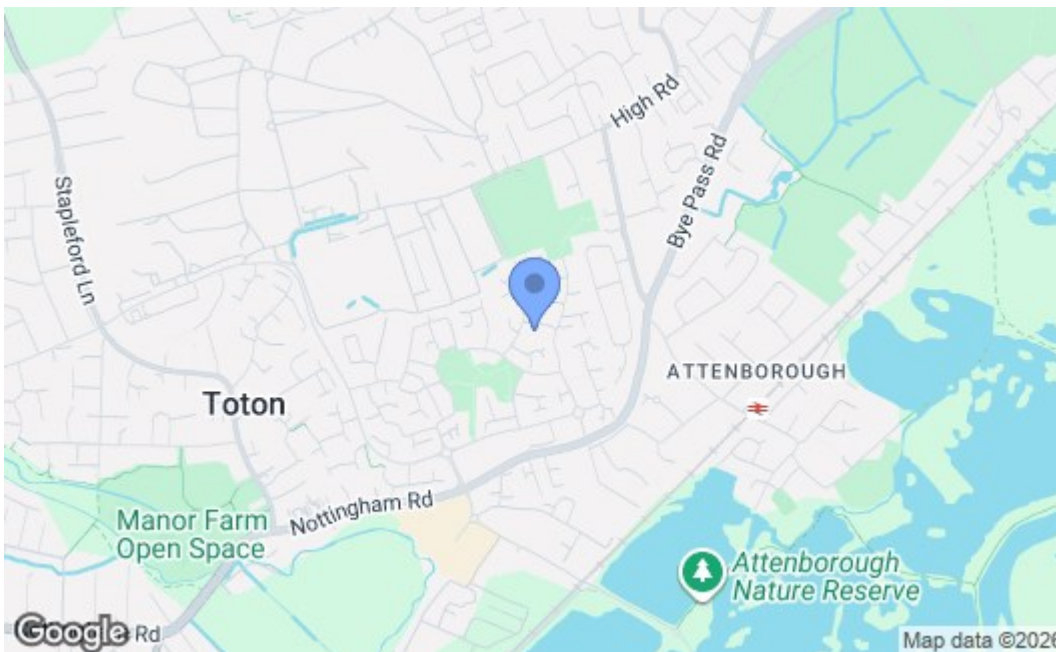 High Rd
Bye Pass Rd
Stapleford Ln
ATTENBOROUGH
Toton
Nottingham Rd
Manor Farm
Open Space
Attenborough
Nature Reserve
Google
Rd
Map data ©2026